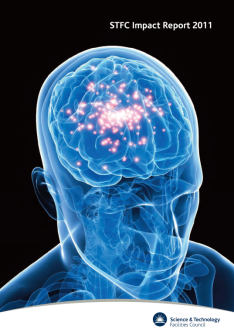 STFC Impact Report 2011
Science & Technology
Facilities Council